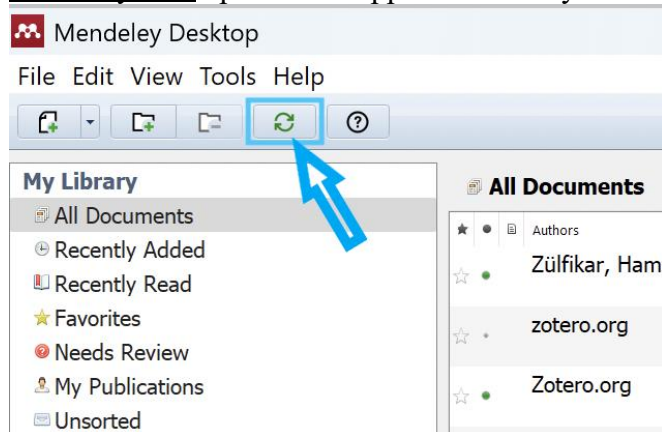 Mendeley Desktop
File Edit View Tools Help
My Library
All Documents
Recently Added
Recently Read
Favorites
Needs Review
My Publications
Unsorted
All Documents
Authors
Zülfikar, Ham
zotero.org
Zotero.org